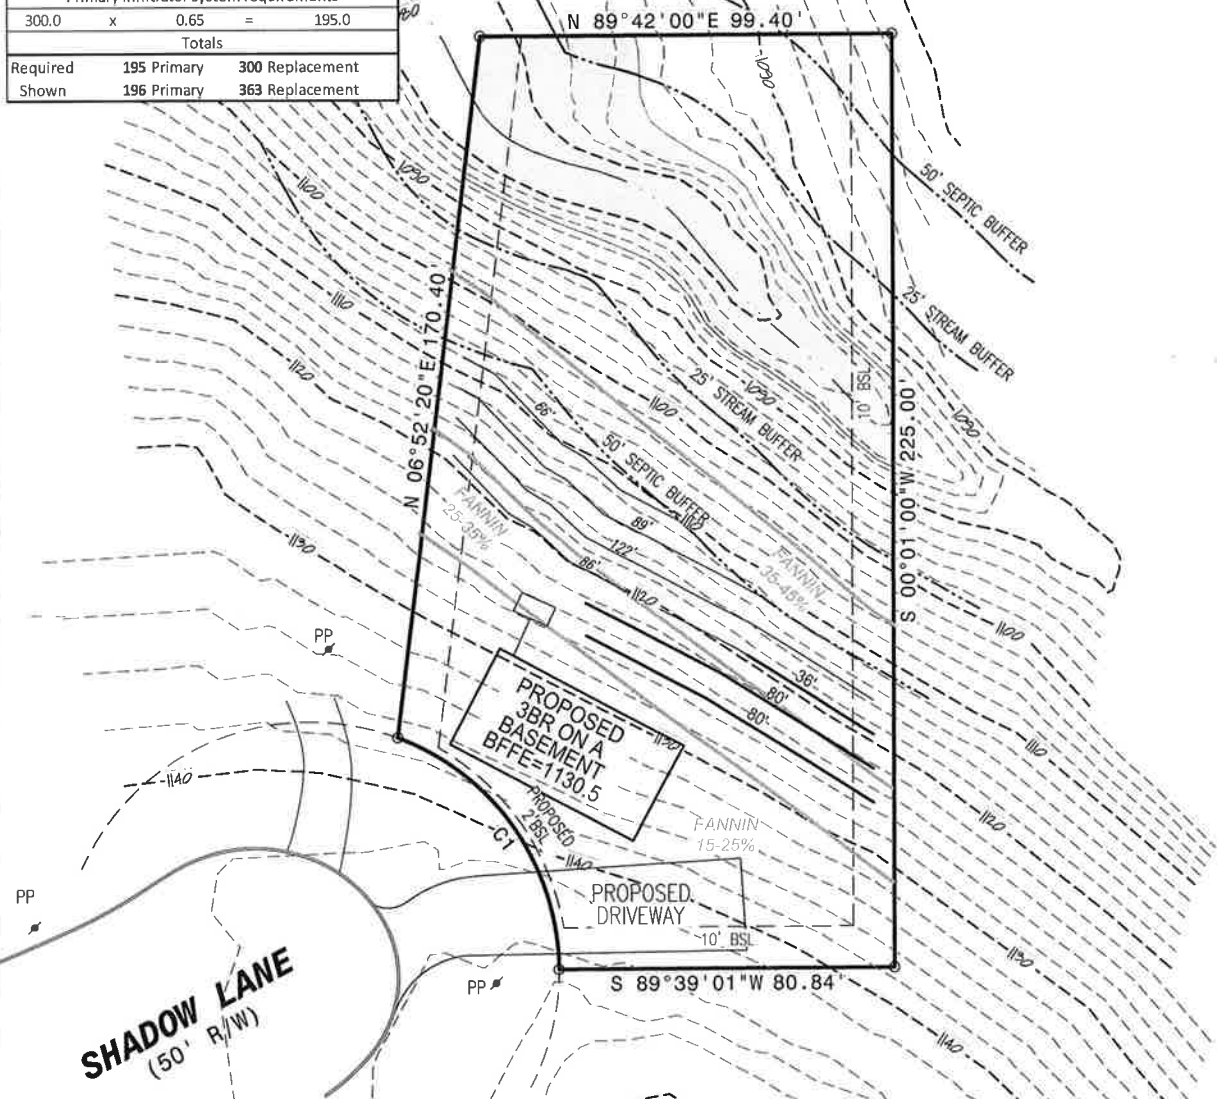 Primary Infiltrator System Requirements
300.0 x 0.65 = 195.0
Totals
Required 195 Primary 300 Replacement
Shown 196 Primary 363 Replacement
N 89°42'00"E 99.40'
1090
50' SEPTIC BUFFER
1090
1100
25' STREAM BUFFER
1110
N 06°52'20"E/170.40
10' BSL
1120
25' STREAM BUFFER
1090
1100
66'
1090
S 00°01'00"W 225.00'
50' SEPTIC BUFFER
1110
FANNIN
25-35%
89'
1130
122'
86'
FANNIN
35-45%
1120
1100
PP
36'
80'
80'
PROPOSED
3BR ON A
BASEMENT
BFFE=1130.5
1130
1110
1140
PROPOSED
2' BSL
C1
FANNIN
15-25%
1120
1140
PROPOSED
DRIVEWAY
PP
10' BSL
1130
SHADOW LANE
(50' R/W)
PP
S 89°39'01"W 80.84'
1140